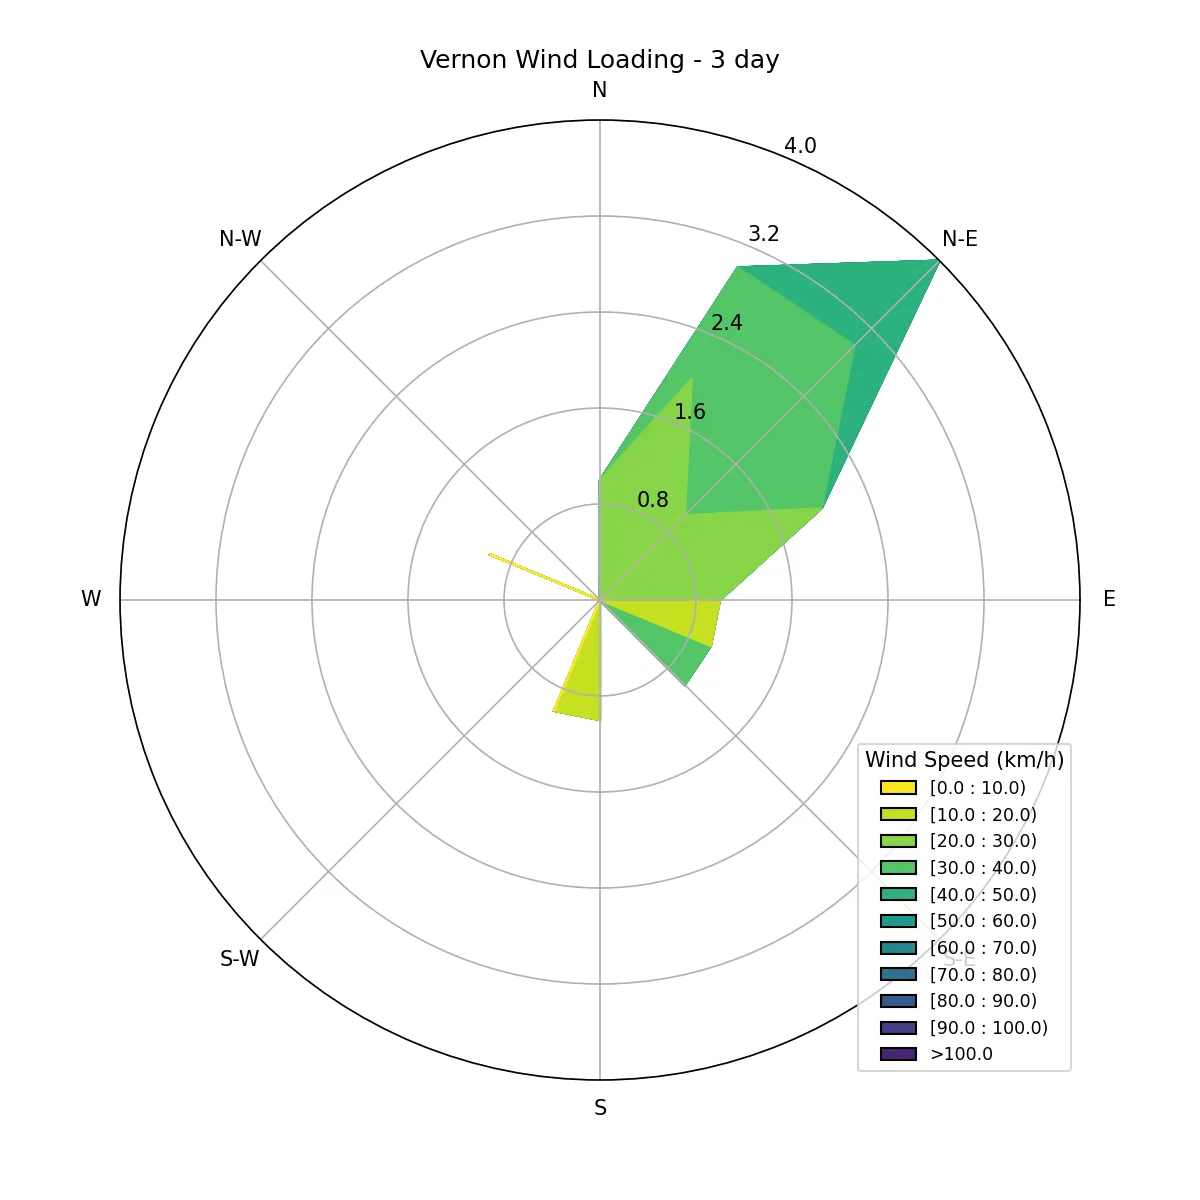 Vernon Wind Loading - 3 day
N
4.0
N-W
3.2
N-E
2.4
1.6
0.8
W
E
S-W
S-E
S
Wind Speed (km/h)
[0.0 : 10.0)
[10.0 : 20.0)
[20.0 : 30.0)
[30.0 : 40.0)
[40.0 : 50.0)
[50.0 : 60.0)
[60.0 : 70.0)
[70.0 : 80.0)
[80.0 : 90.0)
[90.0 : 100.0)
>100.0